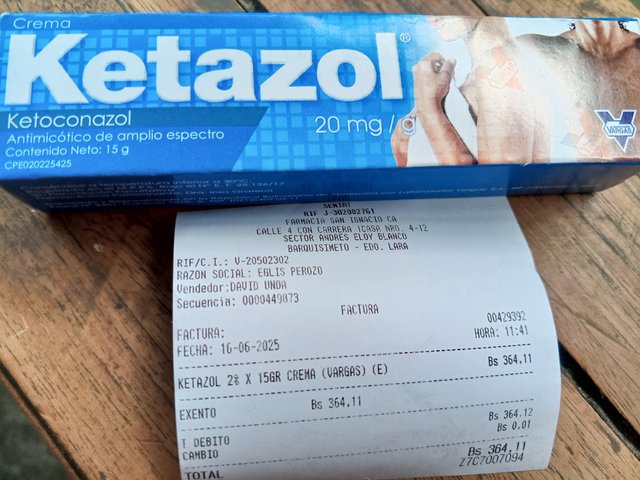 Crema
Ketazol®
Ketoconazol
Antimicótico de amplio espectro
Contenido Neto: 15 g
CPE020225425
20 mg / g
VARGAS
SENIAT
RIF J-302002761
FARMACIA SAN IGNACIO CA
CALLE 4 CON CARRERA 1CASA NRO. 4-12
SECTOR ANDRES ELOY BLANCO
BARQUISIMETO - EDO. LARA
RIF/C.I.: V-20502302
RAZON SOCIAL: EGLIS PEROZO
Vendedor:DAVID UNDA
Secuencia: 0000449873
FACTURA
FACTURA: 00429392
FECHA: 16-06-2025 HORA: 11:41
KETAZOL 2% X 15GR CREMA (VARGAS) (E) Bs 364,11
EXENTO Bs 364,11
T DEBITO Bs 364,12
CAMBIO Bs 0,01
TOTAL Bs 364,11
Z7C7007094